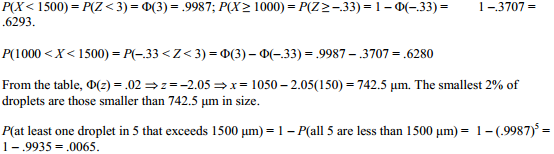 P(X < 1500) = P(Z < 3) = Φ(3) = .9987; P(X ≥ 1000) = P(Z ≥ –.33) = 1 – Φ(–.33) = 1 –.3707 =
.6293.
P(1000 < X < 1500) = P(–.33 < Z < 3) = Φ(3) – Φ(–.33) = .9987 – .3707 = .6280
From the table, Φ(z) = .02 ⇒ z = –2.05 ⇒ x = 1050 – 2.05(150) = 742.5 μm. The smallest 2% of
droplets are those smaller than 742.5 μm in size.
P(at least one droplet in 5 that exceeds 1500 μm) = 1 – P(all 5 are less than 1500 μm) = 1 – (.9987)⁵ =
1 – .9935 = .0065.